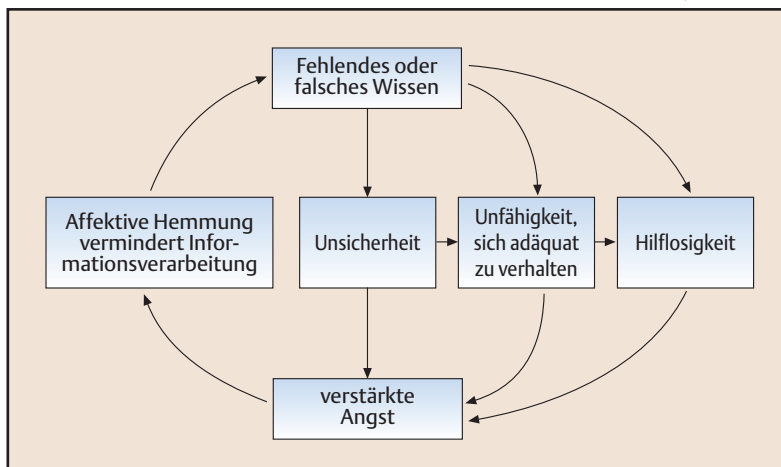 Fehlendes oder
falsches Wissen
Affektive Hemmung
vermindert Infor-
mationsverarbeitung
Unsicherheit
Unfähigkeit,
sich adäquat
zu verhalten
Hilflosigkeit
verstärkte
Angst